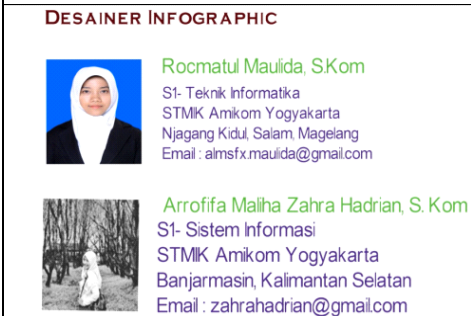 DESAINER INFOGRAPHIC
Rocmatul Maulida, S.Kom
S1- Teknik Informatika
STMIK Amikom Yogyakarta
Njagang Kidul, Salam, Magelang
Email : almsfx.maulida@gmail.com
Arrofifa Maliha Zahra Hadrian, S. Kom
S1- Sistem Informasi
STMIK Amikom Yogyakarta
Banjarmasin, Kalimantan Selatan
Email : zahrahadrian@gmail.com